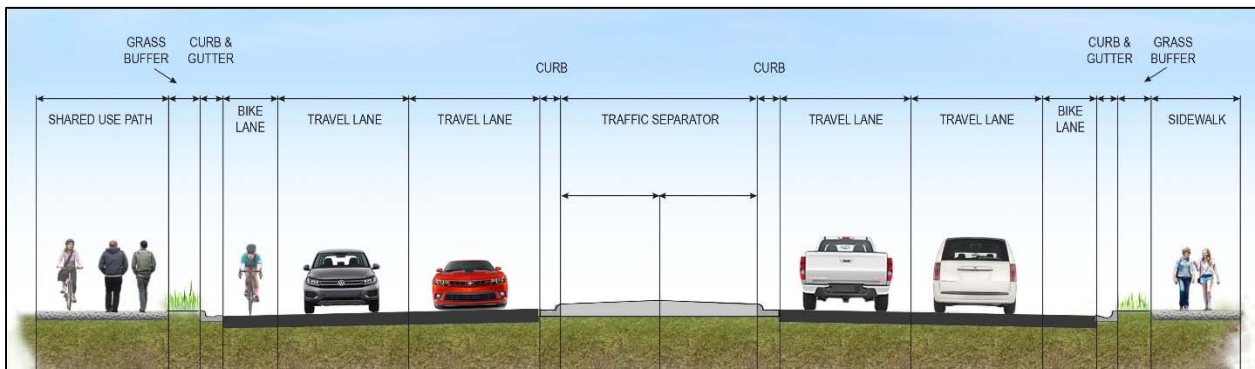 GRASS
BUFFER
CURB &
GUTTER
CURB
CURB
CURB &
GUTTER
GRASS
BUFFER
SHARED USE PATH
BIKE
LANE
TRAVEL LANE
TRAVEL LANE
TRAFFIC SEPARATOR
TRAVEL LANE
TRAVEL LANE
BIKE
LANE
SIDEWALK